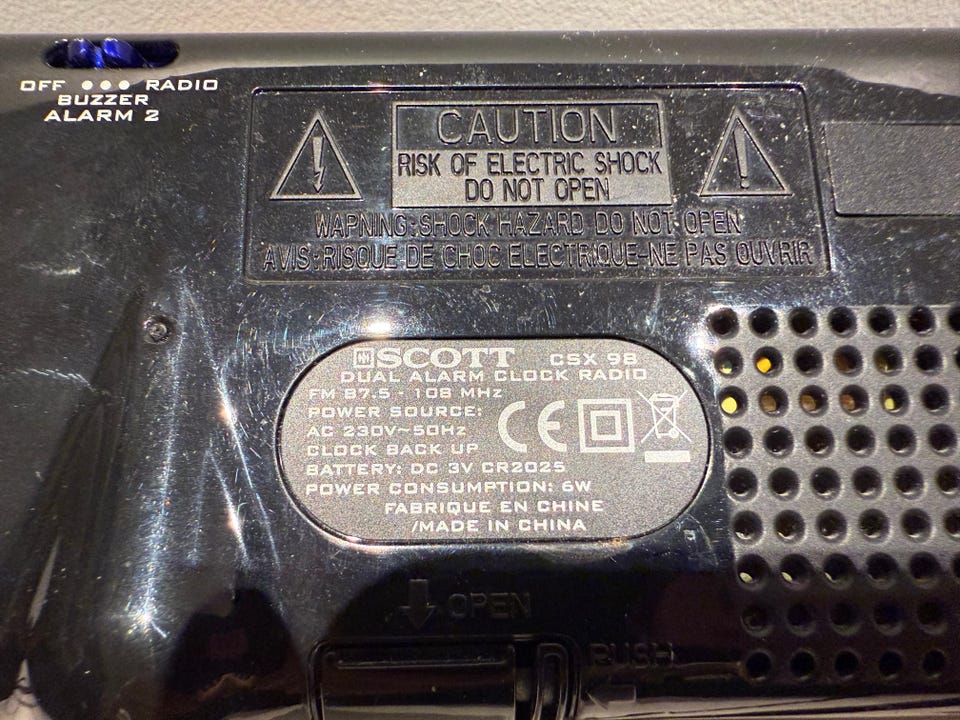 OFF ●●● RADIO
BUZZER
ALARM 2
CAUTION
RISK OF ELECTRIC SHOCK
DO NOT OPEN
WARNING:SHOCK HAZARD DO NOT OPEN
AVIS:RISQUE DE CHOC ELECTRIQUE-NE PAS OUVRIR
SCOTT CSX 98
DUAL ALARM CLOCK RADIO
FM 87.5 - 108 MHz
POWER SOURCE:
AC 230V~50Hz
CLOCK BACK UP
BATTERY: DC 3V CR2025
POWER CONSUMPTION: 6W
FABRIQUE EN CHINE
/MADE IN CHINA
CE
OPEN
PUSH